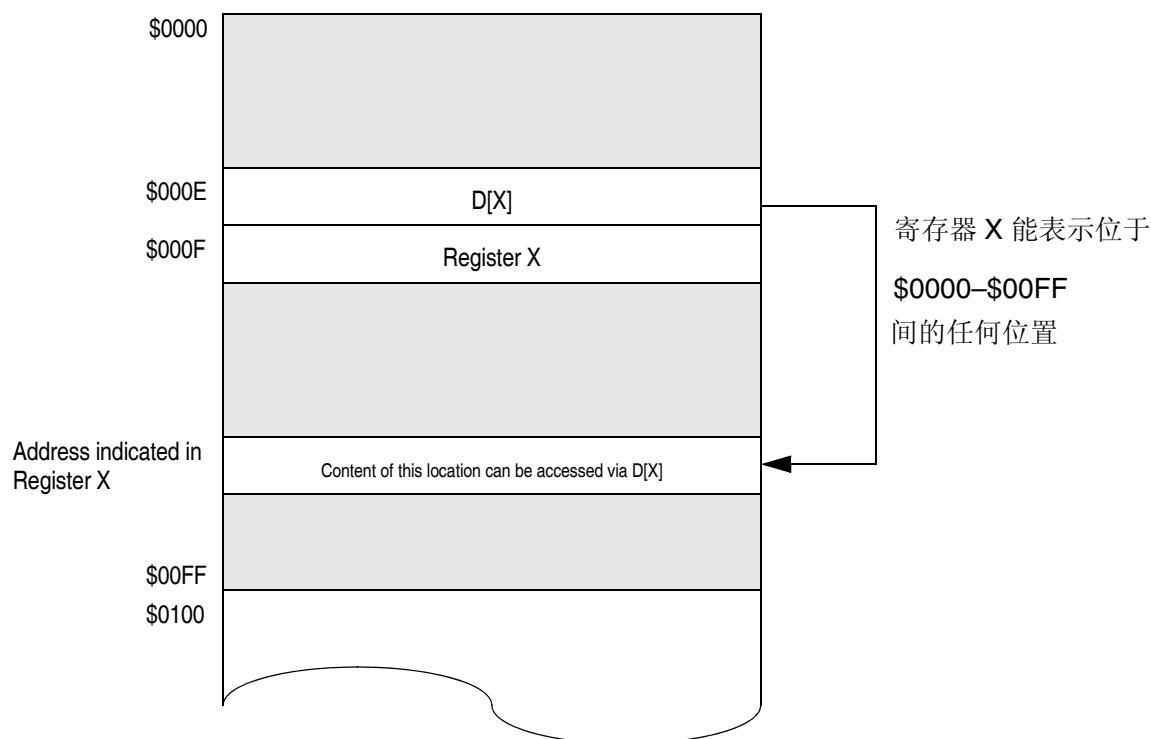 $0000
$000E
D[X]
$000F
Register X
寄存器 X 能表示位于
$0000–$00FF
间的任何位置
Address indicated in
Register X
Content of this location can be accessed via D[X]
$00FF
$0100